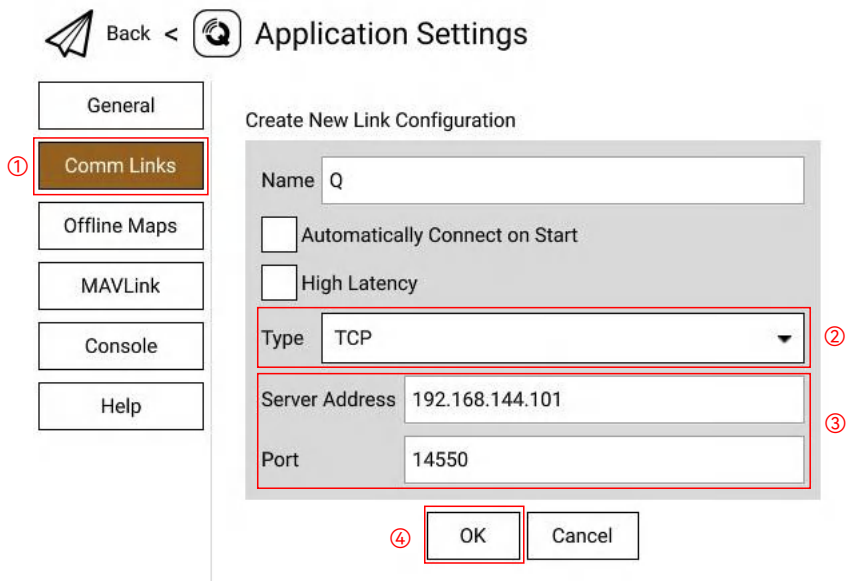 Back < Application Settings
General
Create New Link Configuration
① Comm Links
Name Q
Offline Maps
Automatically Connect on Start
MAVLink
High Latency
Console
Type TCP ②
Help
Server Address 192.168.144.101
③
Port 14550
④ OK Cancel